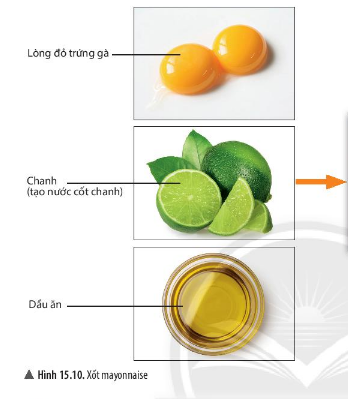 Lòng đỏ trứng gà
Chanh
(tạo nước cốt chanh)
Dầu ăn
▲ Hình 15.10. Xốt mayonnaise